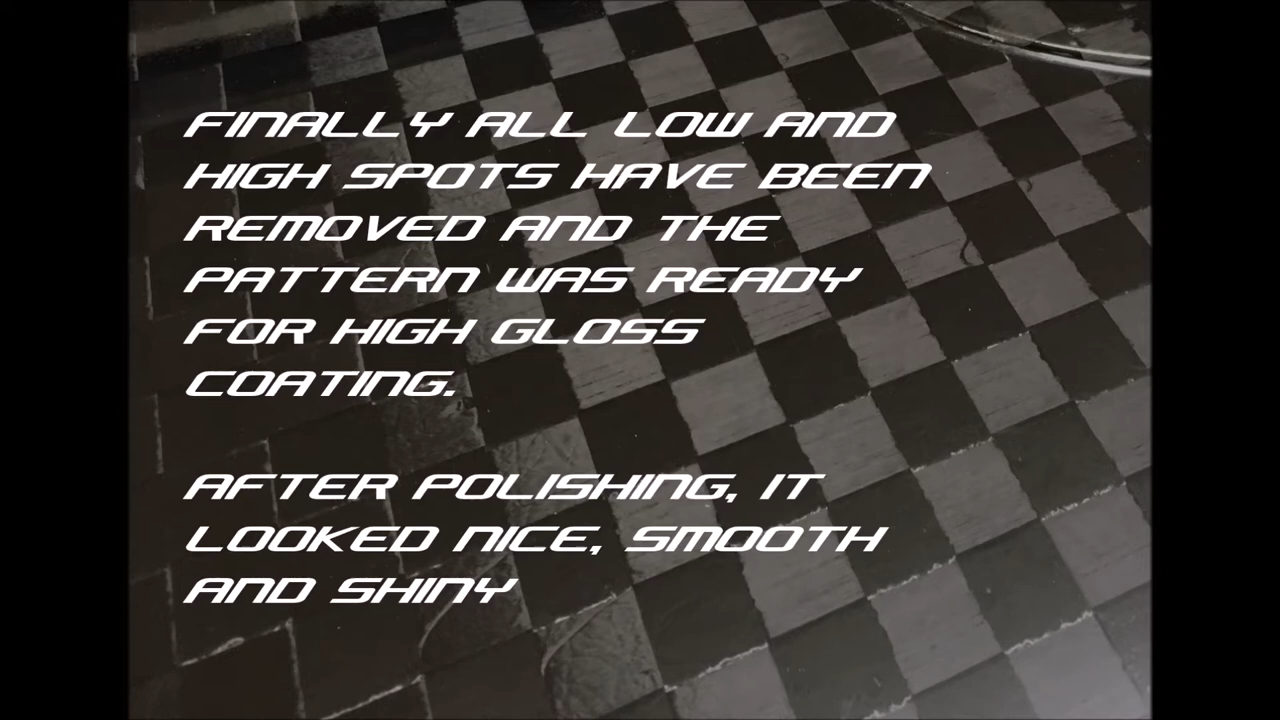 FINALLY ALL LOW AND
HIGH SPOTS HAVE BEEN
REMOVED AND THE
PATTERN WAS READY
FOR HIGH GLOSS
COATING.
AFTER POLISHING, IT
LOOKED NICE, SMOOTH
AND SHINY